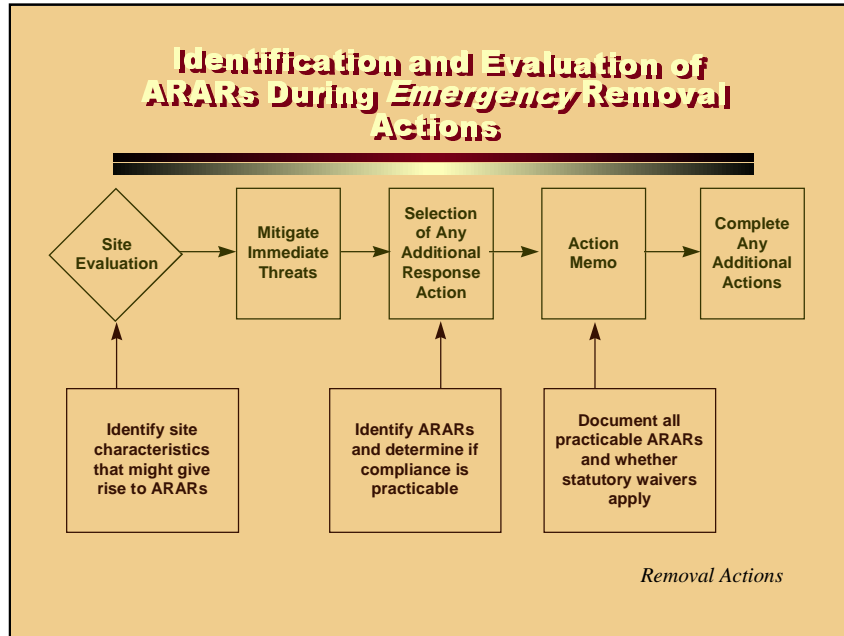 Identification and Evaluation of
ARARs During Emergency Removal
Actions
Site
Evaluation
Mitigate
Immediate
Threats
Selection
of Any
Additional
Response
Action
Action
Memo
Complete
Any
Additional
Actions
Identify site
characteristics
that might give
rise to ARARs
Identify ARARs
and determine if
compliance is
practicable
Document all
practicable ARARs
and whether
statutory waivers
apply
Removal Actions